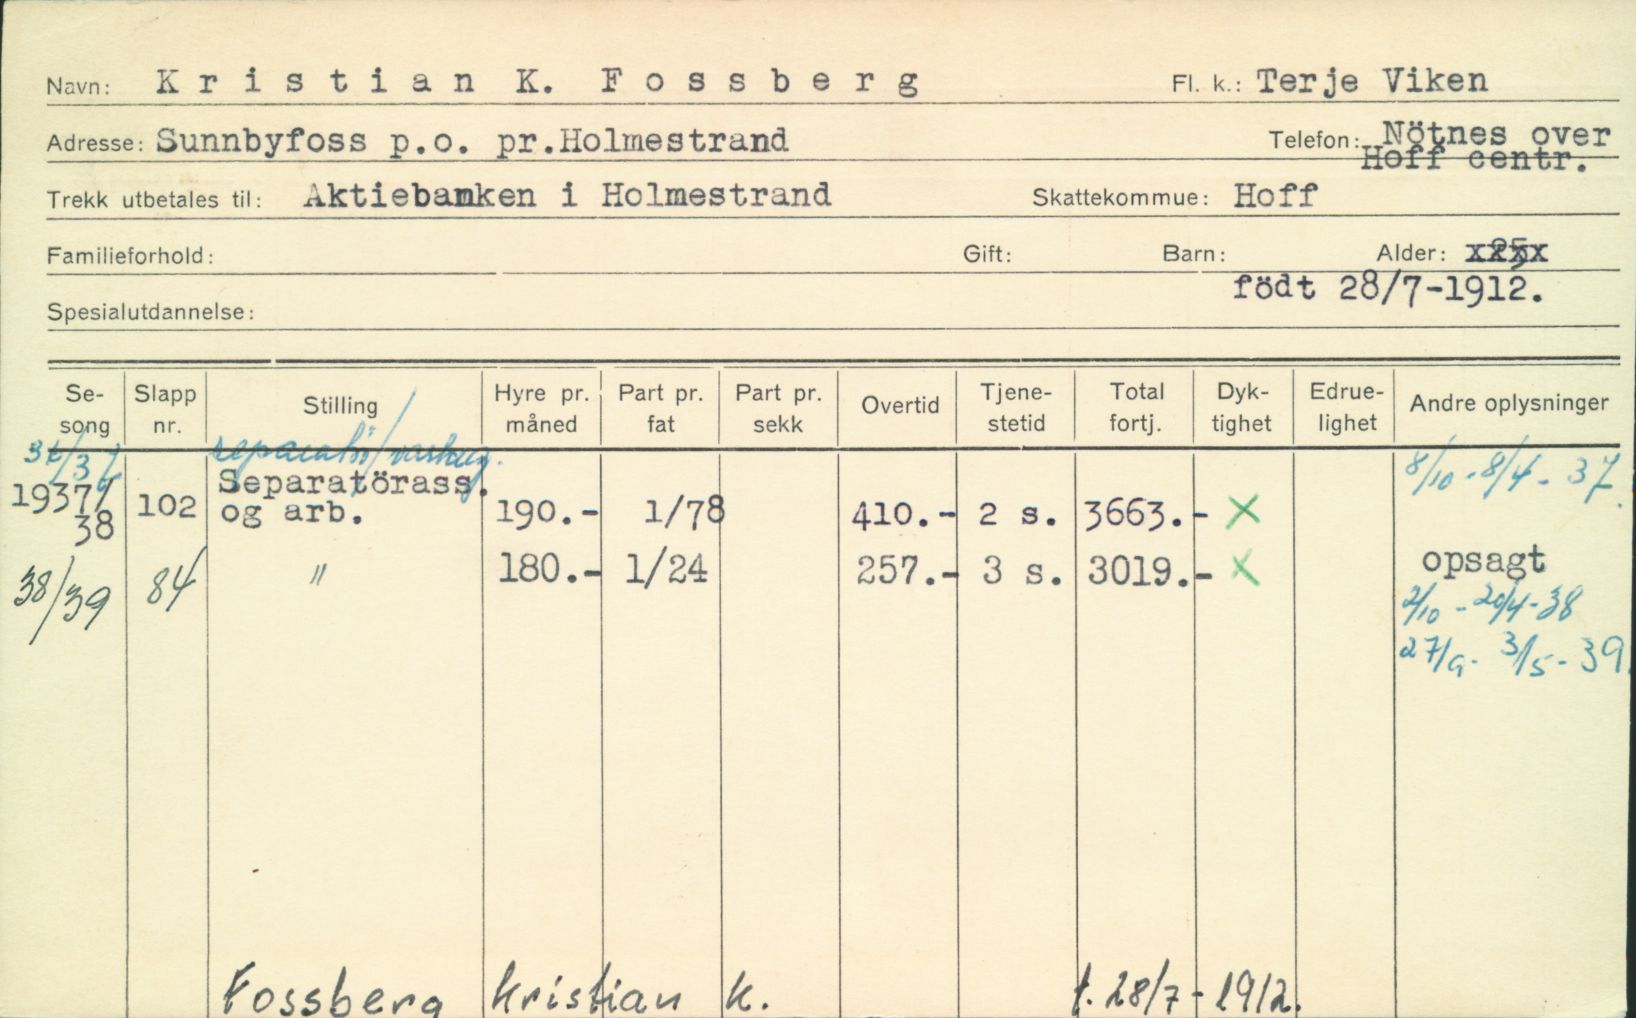 Navn: Kristian K. Fossberg Fl. k.: Terje Viken
Adresse: Sunnbyfoss p.o. pr.Holmestrand Telefon: Nötnes over
Hoff centr.
Trekk utbetales til: Aktiebanken i Holmestrand Skattekommue: Hoff
Familieforhold: Gift: Barn: Alder: xx25xx
födt 28/7-1912.
Spesialutdannelse:
Se-song Slapp nr. Stilling Hyre pr. måned Part pr. fat Part pr. sekk Overtid Tjene-stetid Total fortj. Dyk-tighet Edrue-lighet Andre oplysninger
36/37 separatör/ 8/10 - 8/4 - 37.
1937/ Separatörass.
38 102 og arb. 190.- 1/78 410.- 2 s. 3663.- X
38/39 84 " 180.- 1/24 257.- 3 s. 3019.- X opsagt
2/10 - 20/4 - 38
27/9 - 3/5 - 39.
Fossberg Kristian K. f. 28/7 - 1912.